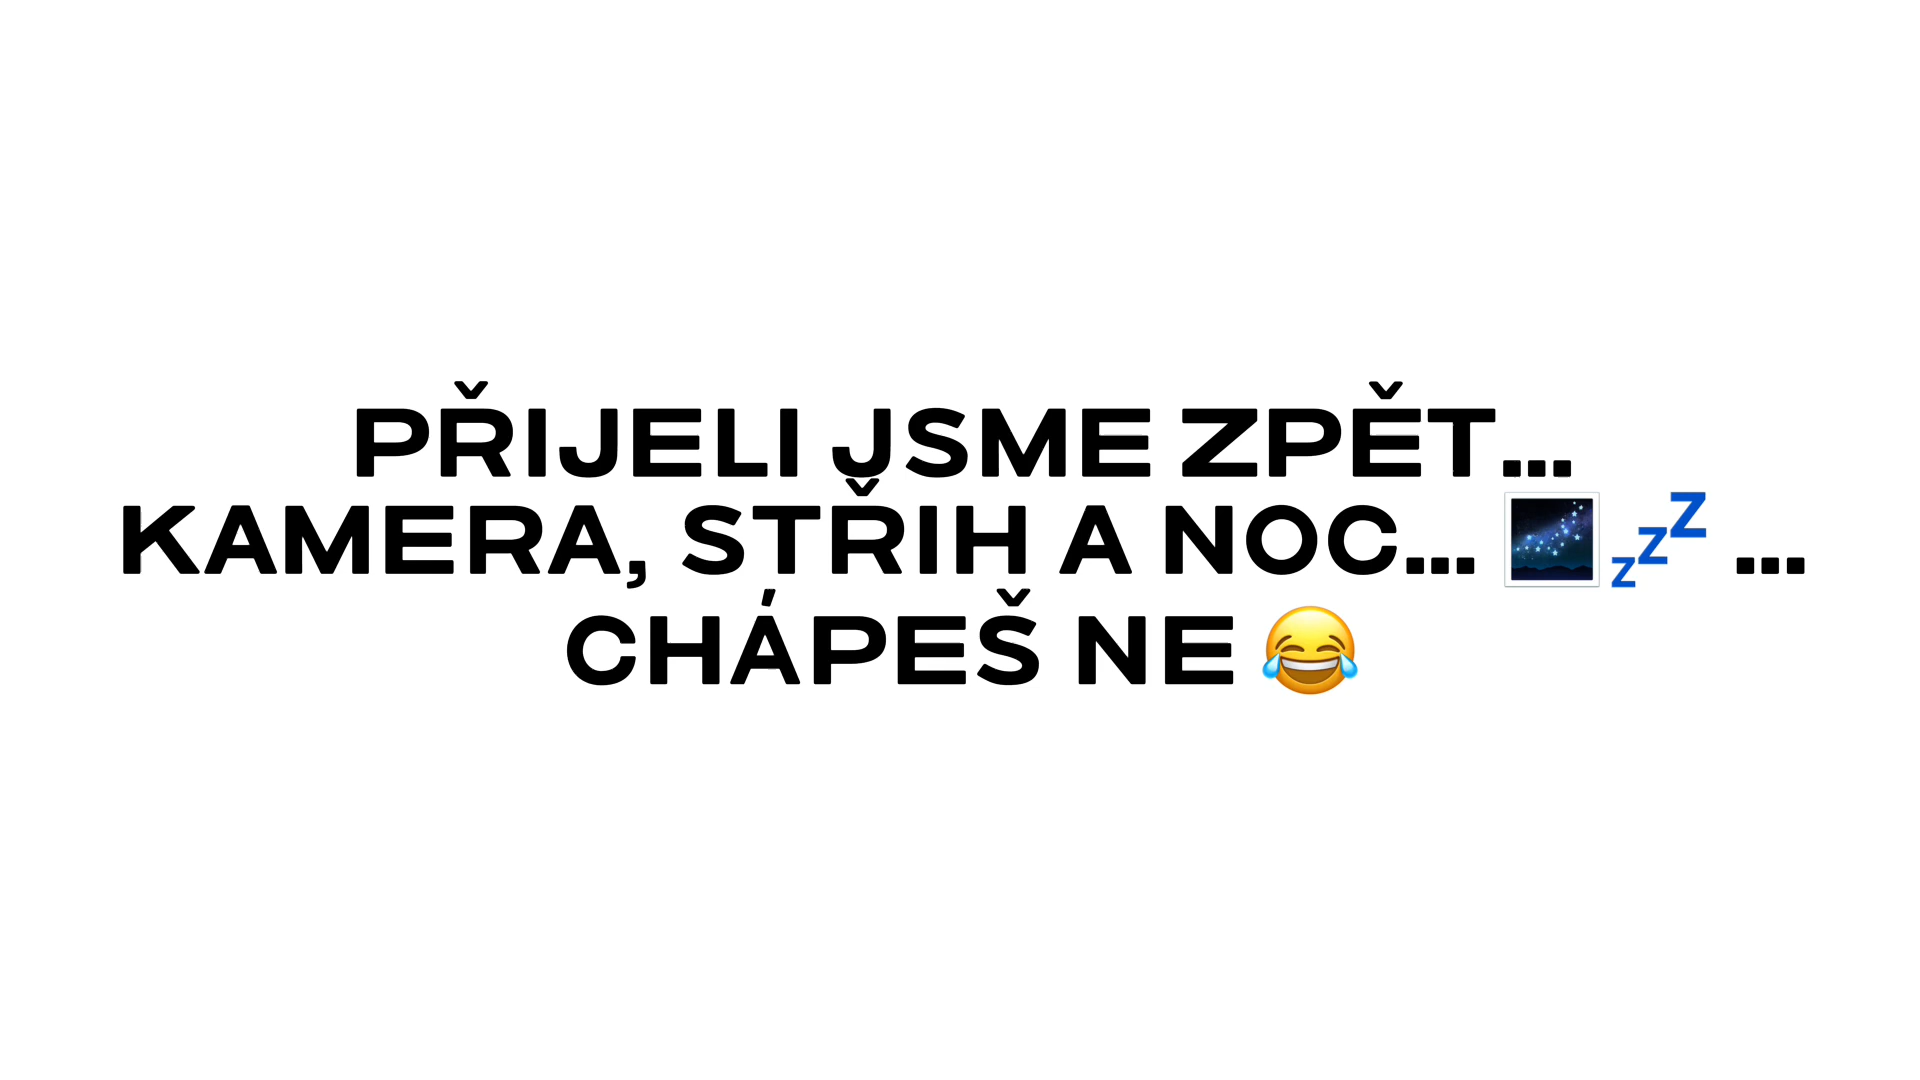 PŘIJELI JSME ZPĚT...
KAMERA, STŘIH A NOC... 🌌💤 ...
CHÁPEŠ NE 😂